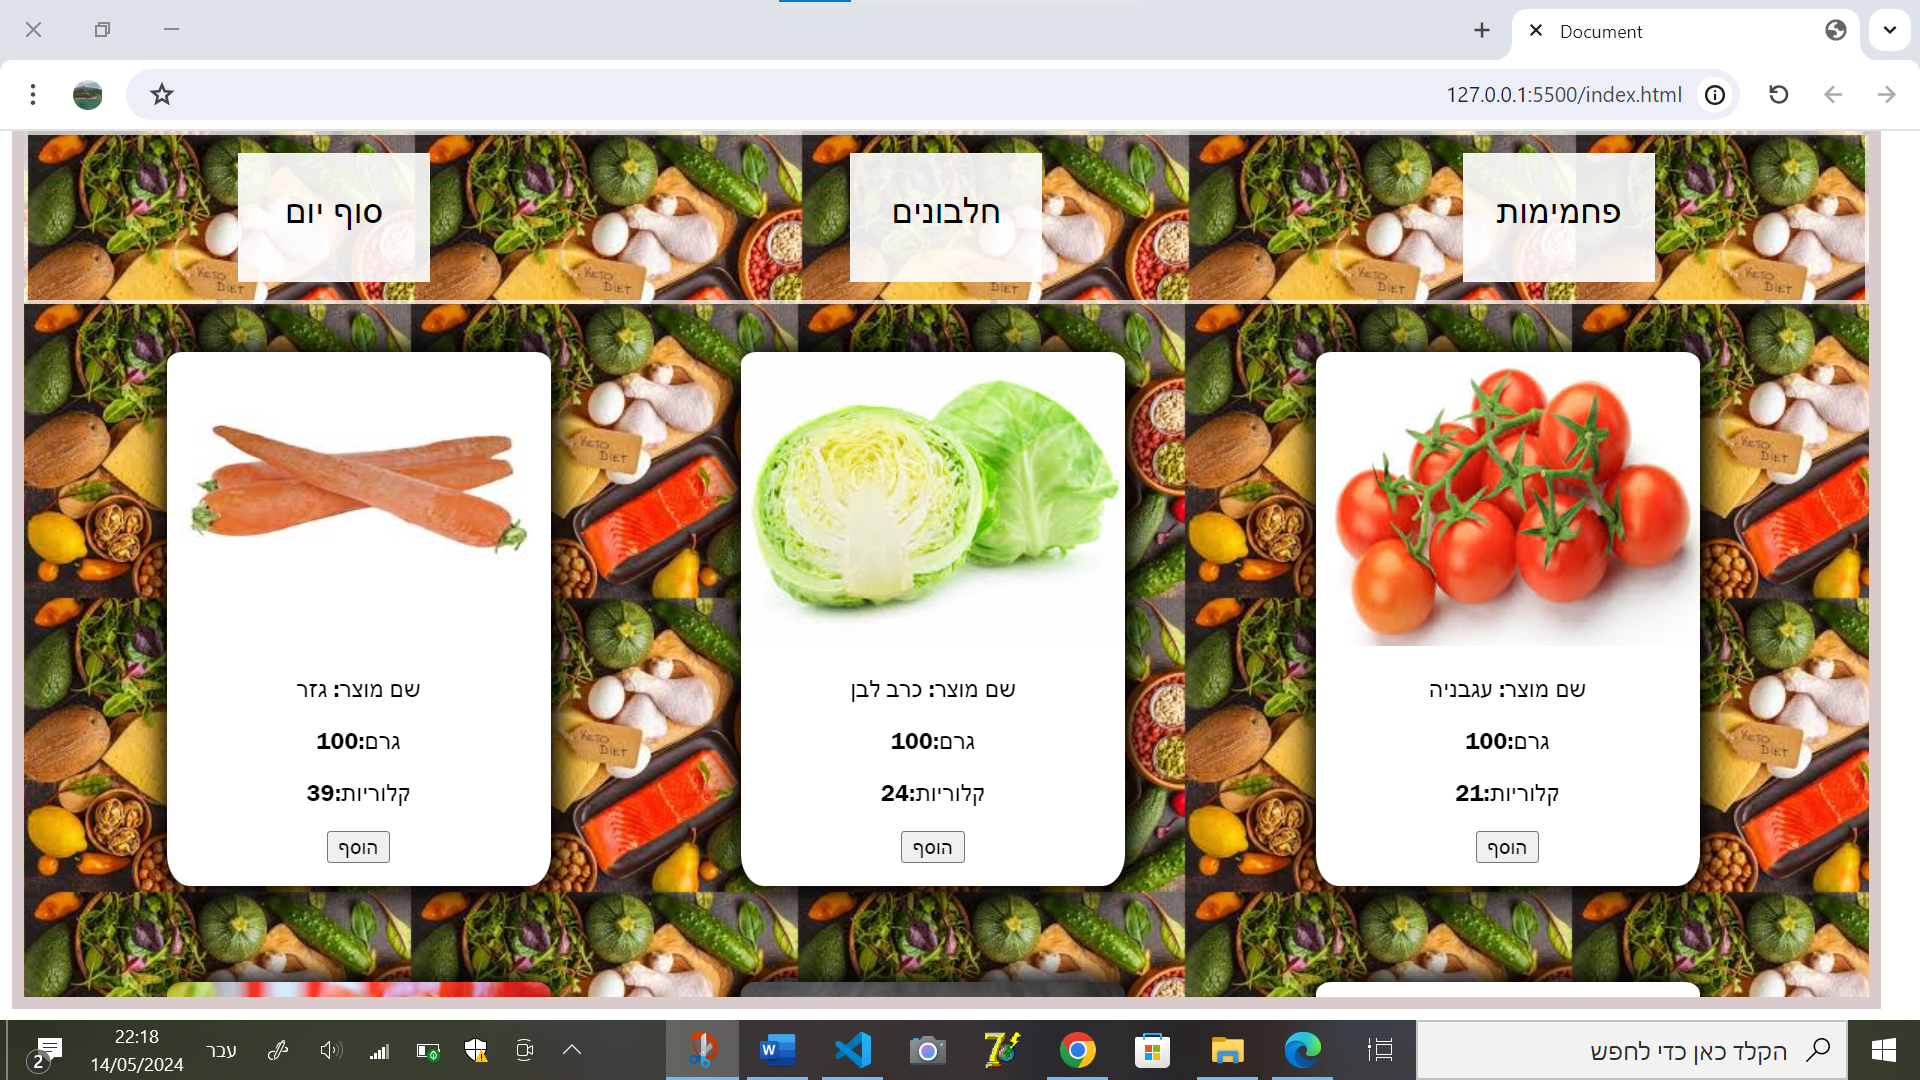 Document
127.0.0.1:5500/index.html
פחמימות
חלבונים
סוף יום
KETO DIET
שם מוצר: עגבניה
גרם:100
קלוריות:21
הוסף
שם מוצר: כרב לבן
גרם:100
קלוריות:24
הוסף
שם מוצר: גזר
גרם:100
קלוריות:39
הוסף
הקלד כאן כדי לחפש
עבר
22:18
14/05/2024
2